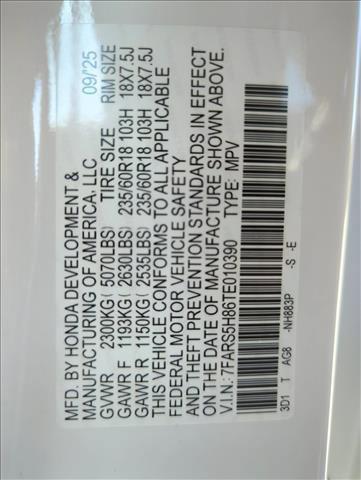 MFD. BY HONDA DEVELOPMENT & 09/'25
MANUFACTURING OF AMERICA, LLC
GVWR 2300KG ( 5070LBS) TIRE SIZE RIM SIZE
GAWR F 1193KG ( 2630LBS) 235/60R18 103H 18X7.5J
GAWR R 1150KG ( 2535LBS) 235/60R18 103H 18X7.5J
THIS VEHICLE CONFORMS TO ALL APPLICABLE
FEDERAL MOTOR VEHICLE SAFETY
AND THEFT PREVENTION STANDARDS IN EFFECT
ON THE DATE OF MANUFACTURE SHOWN ABOVE.
V.I.N.: 7FARS5H86TE010390 TYPE: MPV
3D1 T AG8 -NH883P -S -E